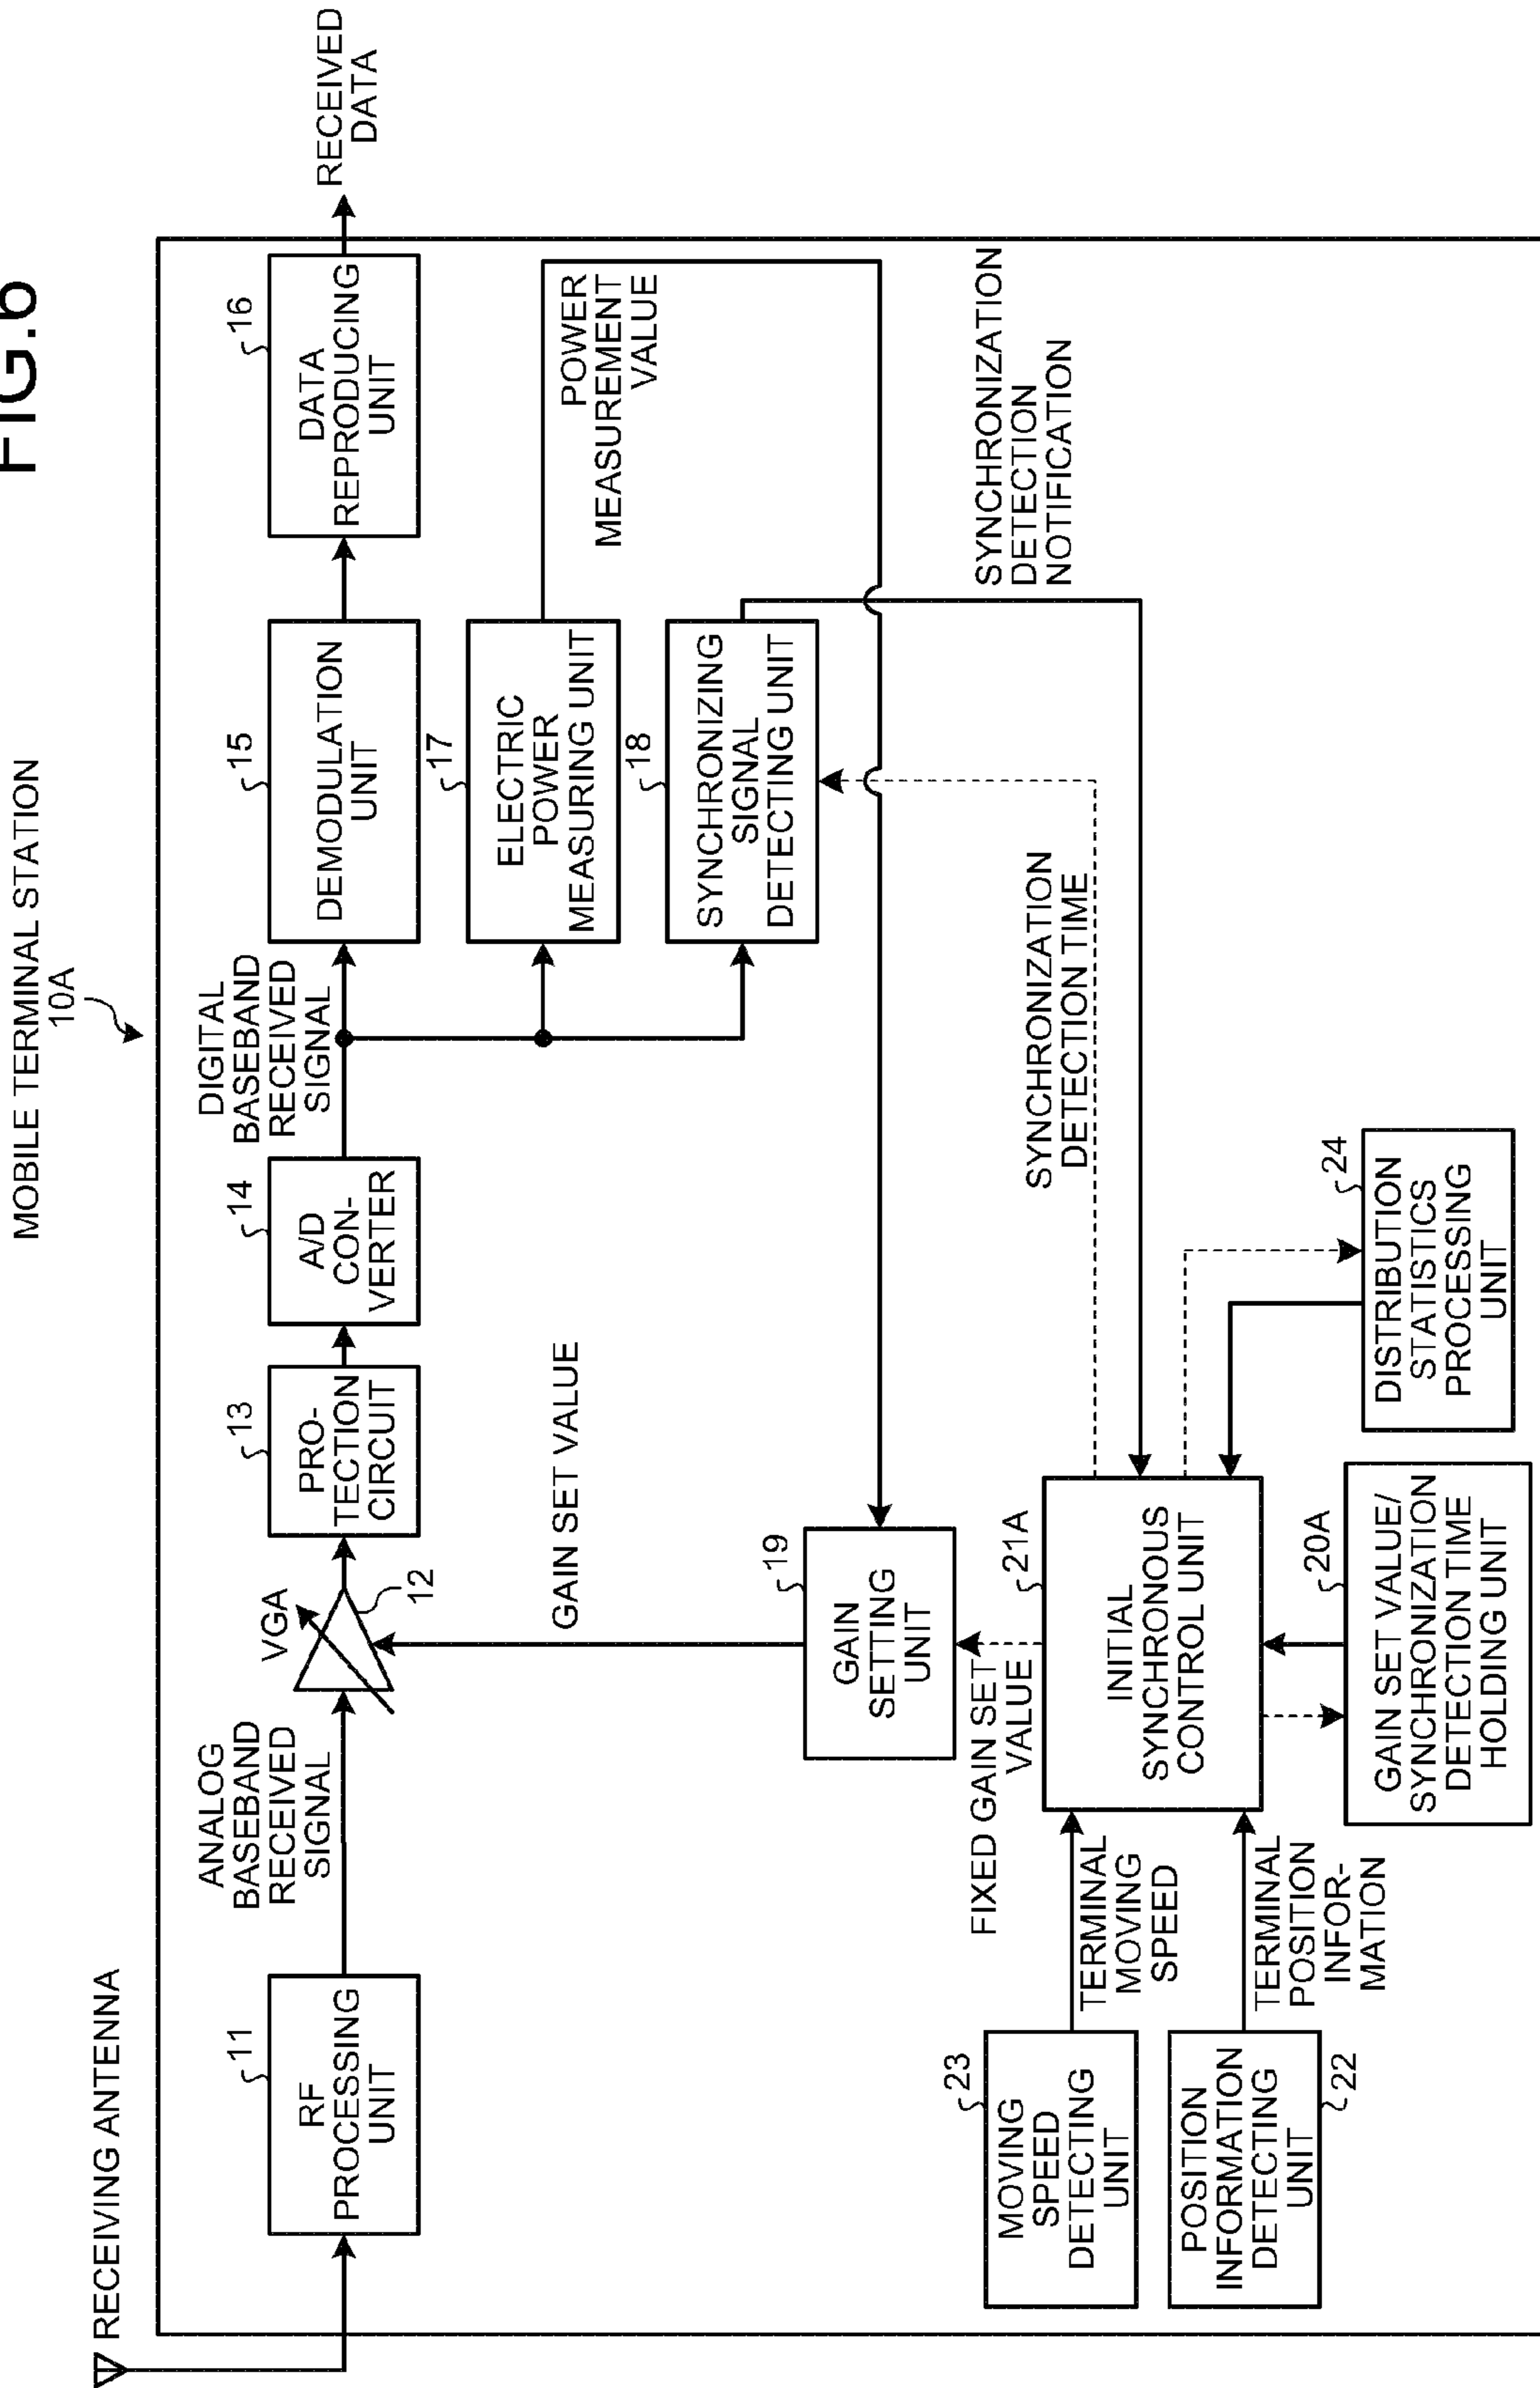 FIG.6
MOBILE TERMINAL STATION
10A
RECEIVING ANTENNA
11
RF
PROCESSING
UNIT
ANALOG
BASEBAND
RECEIVED
SIGNAL
VGA
12
13
PRO-
TECTION
CIRCUIT
14
A/D
CON-
VERTER
DIGITAL
BASEBAND
RECEIVED
SIGNAL
15
DEMODULATION
UNIT
16
DATA
REPRODUCING
UNIT
RECEIVED
DATA
17
ELECTRIC
POWER
MEASURING UNIT
POWER
MEASUREMENT
VALUE
18
SYNCHRONIZING
SIGNAL
DETECTING UNIT
GAIN SET VALUE
19
GAIN
SETTING
UNIT
SYNCHRONIZATION
DETECTION
NOTIFICATION
SYNCHRONIZATION
DETECTION TIME
FIXED GAIN SET
VALUE
21A
INITIAL
SYNCHRONOUS
CONTROL UNIT
23
MOVING
SPEED
DETECTING
UNIT
TERMINAL
MOVING
SPEED
POSITION
INFORMATION
DETECTING
UNIT
22
TERMINAL
POSITION
INFOR-
MATION
20A
GAIN SET VALUE/
SYNCHRONIZATION
DETECTION TIME
HOLDING UNIT
24
DISTRIBUTION
STATISTICS
PROCESSING
UNIT